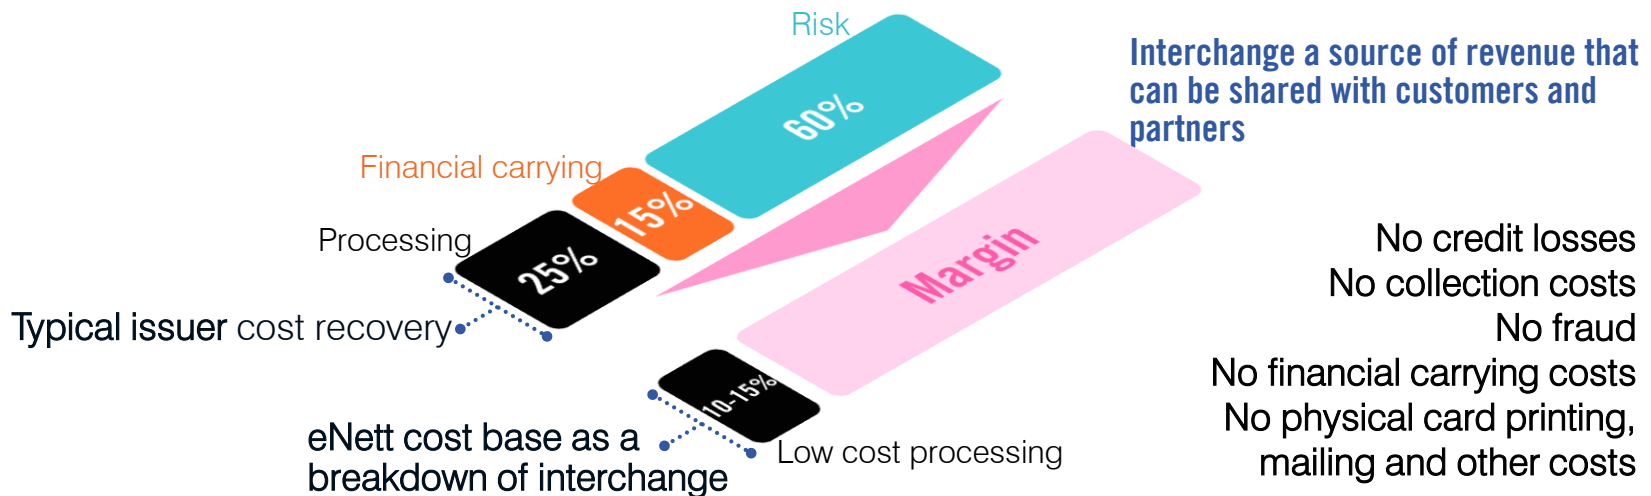 Risk
60%
Interchange a source of revenue that
can be shared with customers and
partners
Financial carrying
15%
Processing
25%
Typical issuer cost recovery
Margin
10-15%
eNett cost base as a
breakdown of interchange
Low cost processing
No credit losses
No collection costs
No fraud
No financial carrying costs
No physical card printing,
mailing and other costs